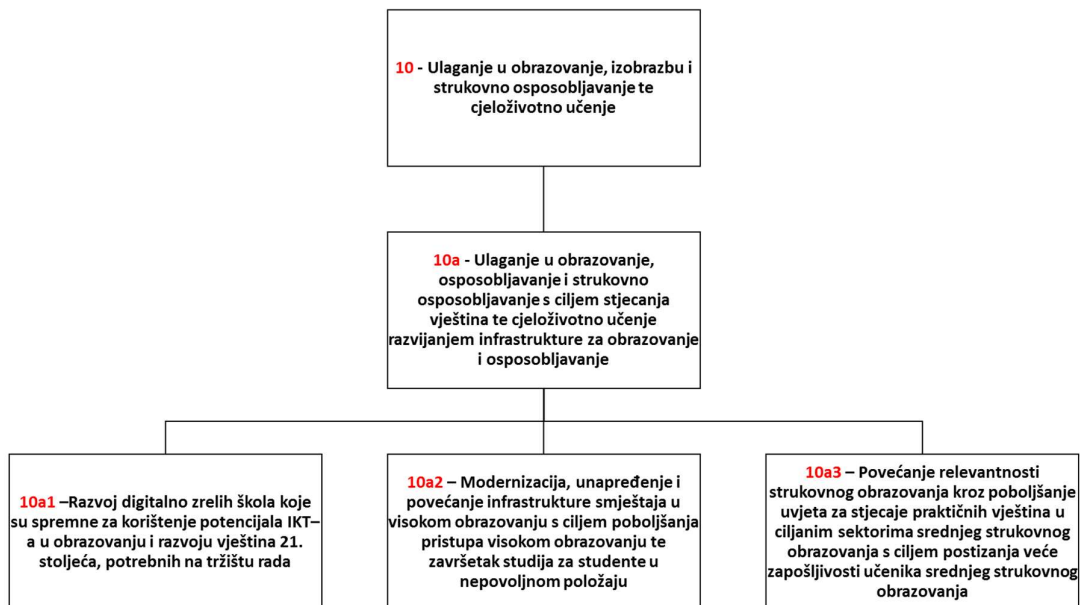 10 - Ulaganje u obrazovanje, izobrazbu i
strukovno osposobljavanje te
cjeloživotno učenje
10a - Ulaganje u obrazovanje,
osposobljavanje i strukovno
osposobljavanje s ciljem stjecanja
vještina te cjeloživotno učenje
razvijanjem infrastrukture za obrazovanje
i osposobljavanje
10a1 –Razvoj digitalno zrelih škola koje
su spremne za korištenje potencijala IKT–
a u obrazovanju i razvoju vještina 21.
stoljeća, potrebnih na tržištu rada
10a2 – Modernizacija, unapređenje i
povećanje infrastrukture smještaja u
visokom obrazovanju s ciljem poboljšanja
pristupa visokom obrazovanju te
završetak studija za studente u
nepovoljnom položaju
10a3 – Povećanje relevantnosti
strukovnog obrazovanja kroz poboljšanje
uvjeta za stjecaje praktičnih vještina u
ciljanim sektorima srednjeg strukovnog
obrazovanja s ciljem postizanja veće
zapošljivosti učenika srednjeg strukovnog
obrazovanja